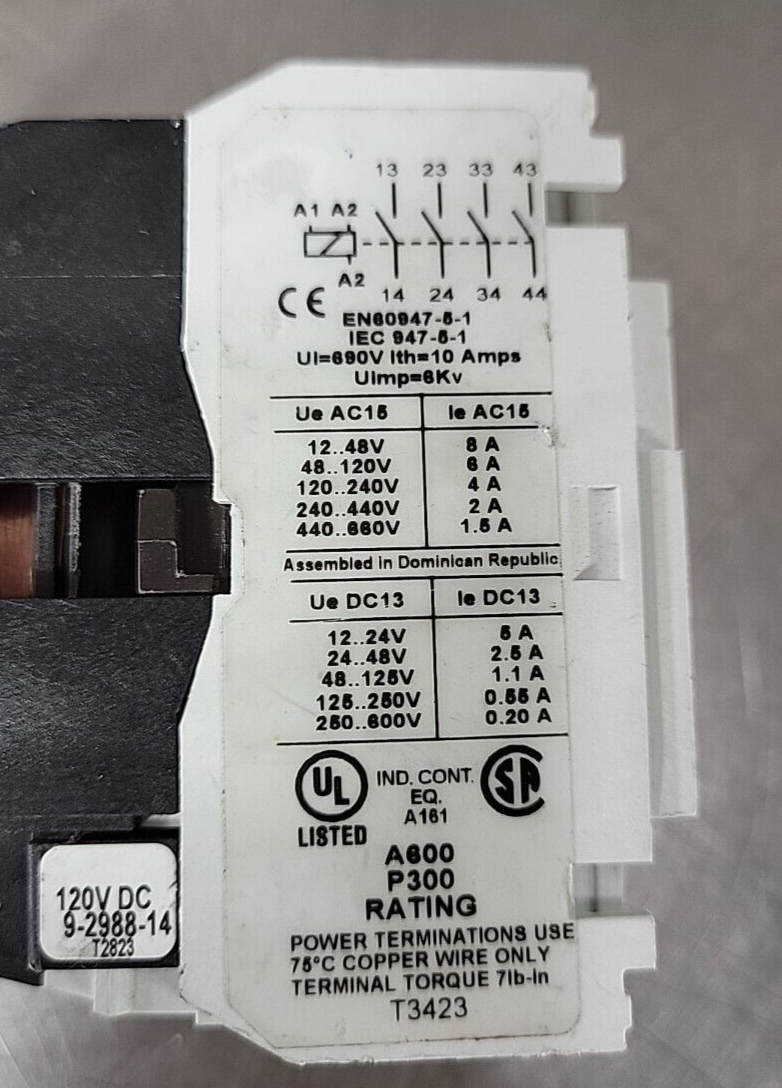 13 23 33 43
A1 A2
A2
14 24 34 44
CE
EN60947-5-1
IEC 947-5-1
UI=690V Ith=10 Amps
UImp=6Kv
Ue AC15 Ie AC15
12..48V 8 A
48..120V 6 A
120..240V 4 A
240..440V 2 A
440..660V 1.5 A
Assembled in Dominican Republic
Ue DC13 Ie DC13
12..24V 5 A
24..48V 2.5 A
48..125V 1.1 A
125..250V 0.55 A
250..600V 0.20 A
UL LISTED
IND. CONT.
EQ.
A161
SA
A600
P300
RATING
POWER TERMINATIONS USE
75°C COPPER WIRE ONLY
TERMINAL TORQUE 7lb-In
T3423
120V DC
9-2988-14
T2823